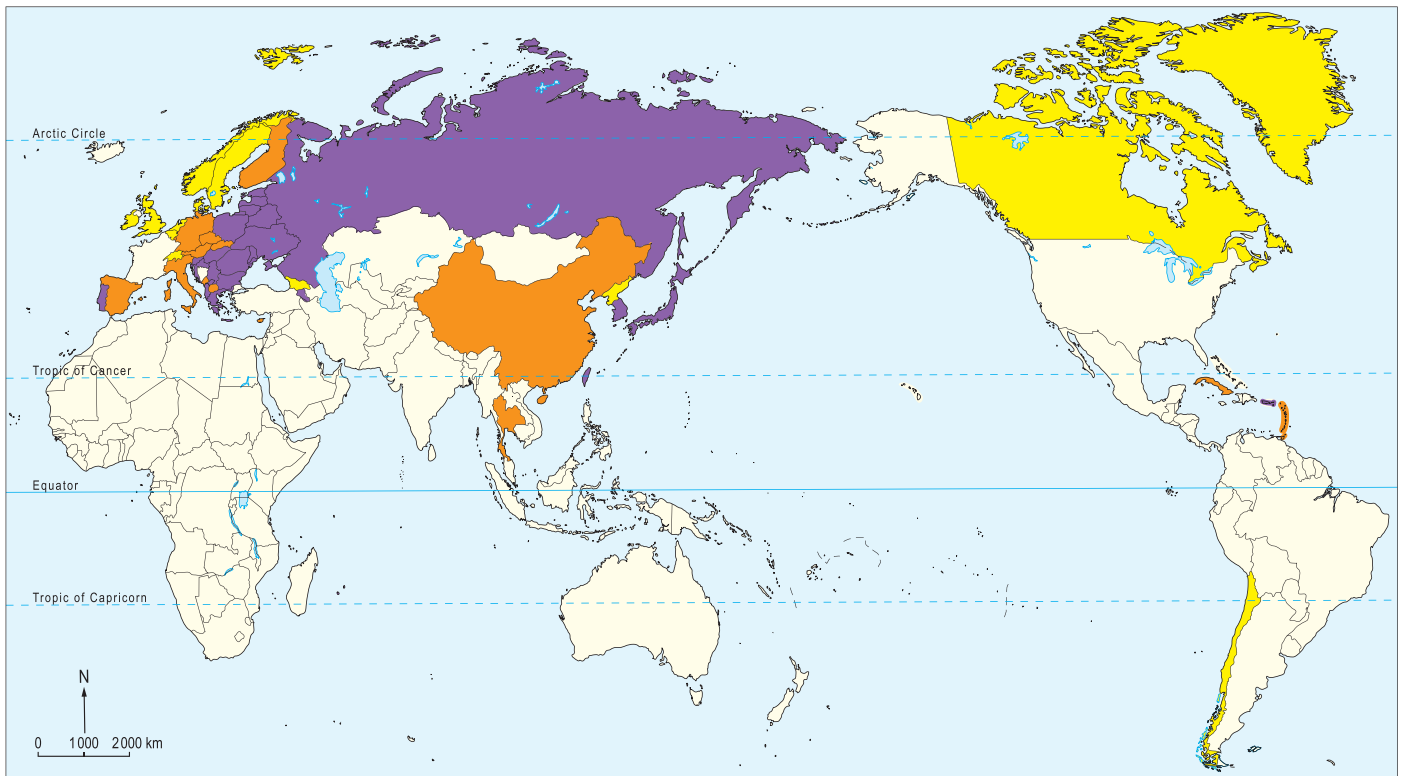 Arctic Circle
Tropic of Cancer
Equator
Tropic of Capricorn
N
0 1000 2000 km